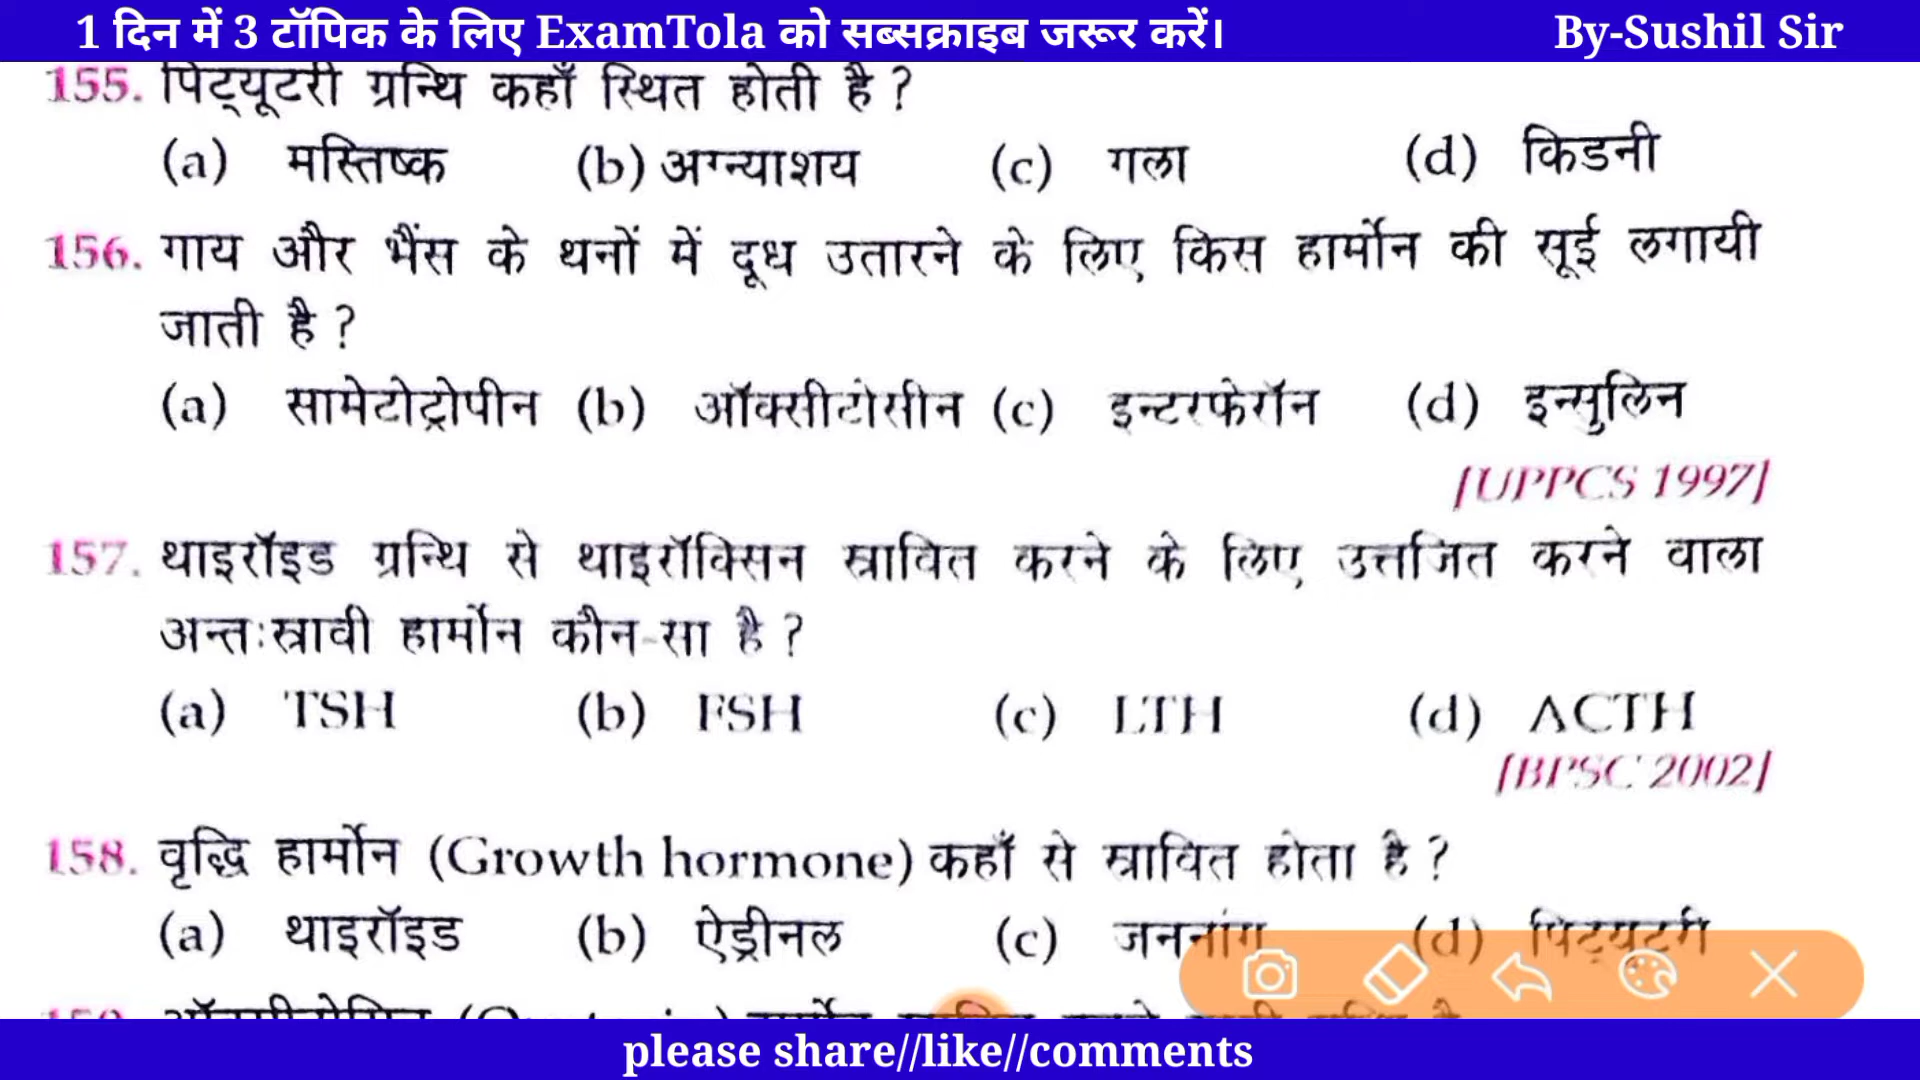 1 दिन में 3 टॉपिक के लिए ExamTola को सब्सक्राइब जरूर करें। By-Sushil Sir
155. पिट्यूटरी ग्रन्थि कहाँ स्थित होती है ?
(a) मस्तिष्क (b) अग्न्याशय (c) गला (d) किडनी
156. गाय और भैंस के थनों में दूध उतारने के लिए किस हार्मोन की सूई लगायी
जाती है ?
(a) सामेटोट्रोपीन (b) ऑक्सीटोसीन (c) इन्टरफेरॉन (d) इन्सुलिन
[UPPCS 1997]
157. थाइरॉइड ग्रन्थि से थाइरॉक्सिन स्रावित करने के लिए उत्तजित करने वाला
अन्तःस्रावी हार्मोन कौन-सा है ?
(a) TSH (b) FSH (c) LTH (d) ACTH
[BPSC 2002]
158. वृद्धि हार्मोन (Growth hormone) कहाँ से स्रावित होता है ?
(a) थाइरॉइड (b) ऐड्रीनल (c) जननांग (d) पिट्यूटरी
please share//like//comments